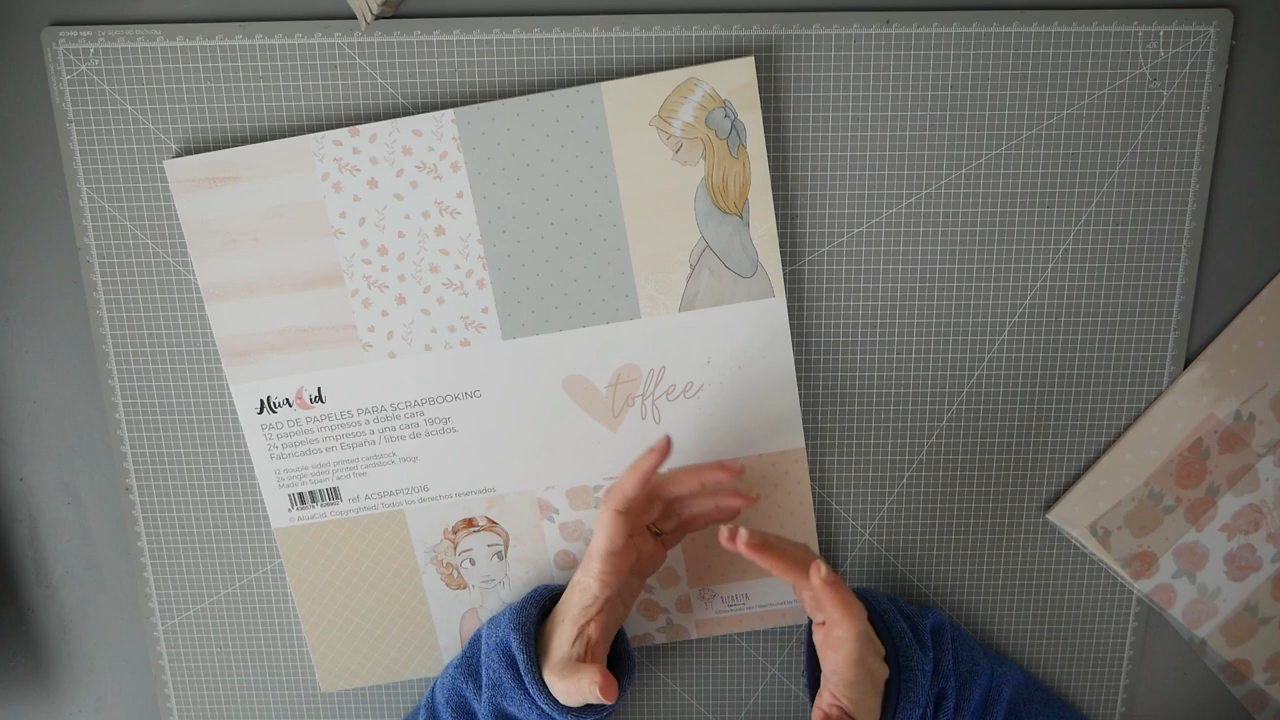 AlúaCid
PAD DE PAPELES PARA SCRAPBOOKING
12 papeles impresos a doble cara
24 papeles impresos a una cara. 190gr.
Fabricados en España / libre de ácidos.
12 double-sided printed cardstock.
24 single-sided printed cardstock. 190gr.
Made in Spain / acid free
ref: ACSPAP12/016
© AluaCid. Copyrighted/ Todos los derechos reservados
toffee